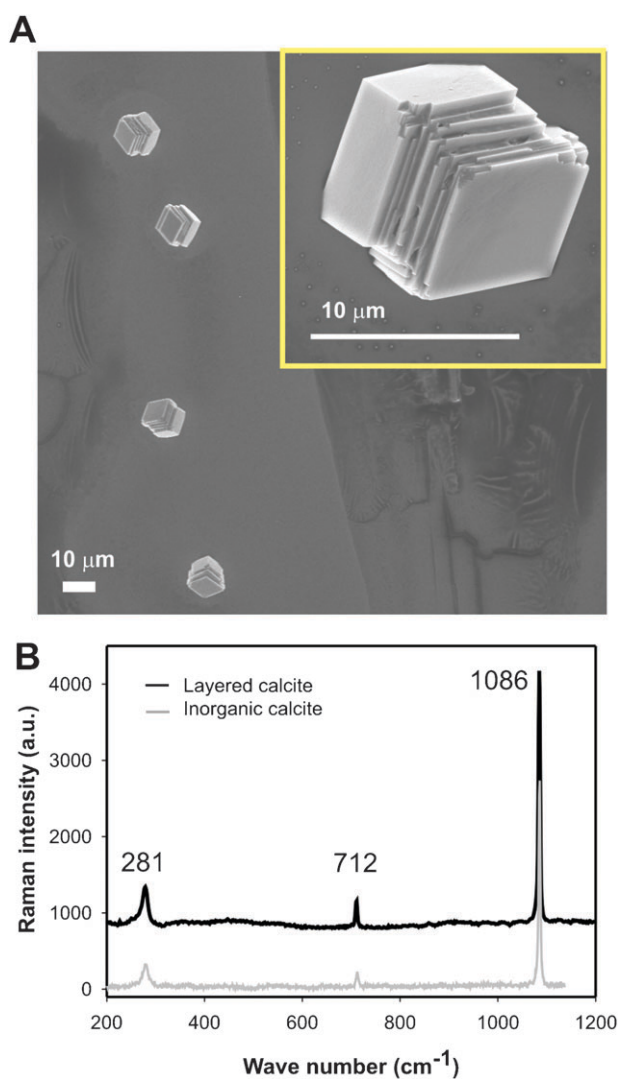 A
10 μm
10 μm
B
Layered calcite
Inorganic calcite
281
712
1086
Raman intensity (a.u.)
4000
3000
2000
1000
0
200
400
600
800
1000
1200
Wave number (cm⁻¹)